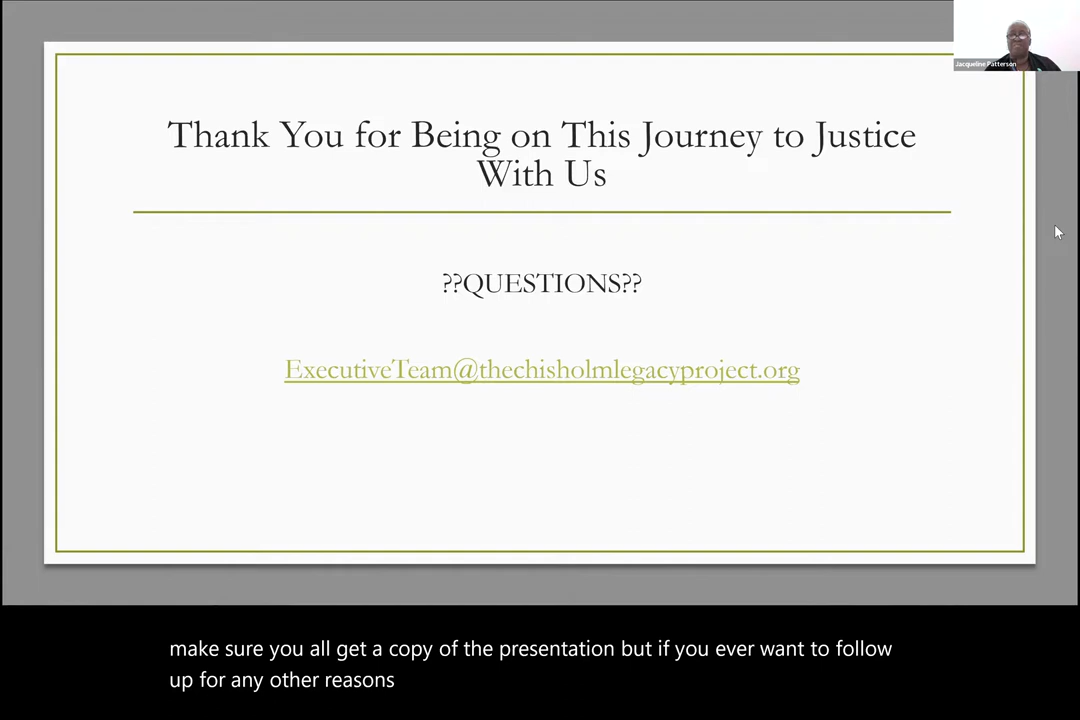 Jacqueline Patterson
Thank You for Being on This Journey to Justice
With Us
??QUESTIONS??
ExecutiveTeam@thechisholmlegacyproject.org
make sure you all get a copy of the presentation but if you ever want to follow
up for any other reasons